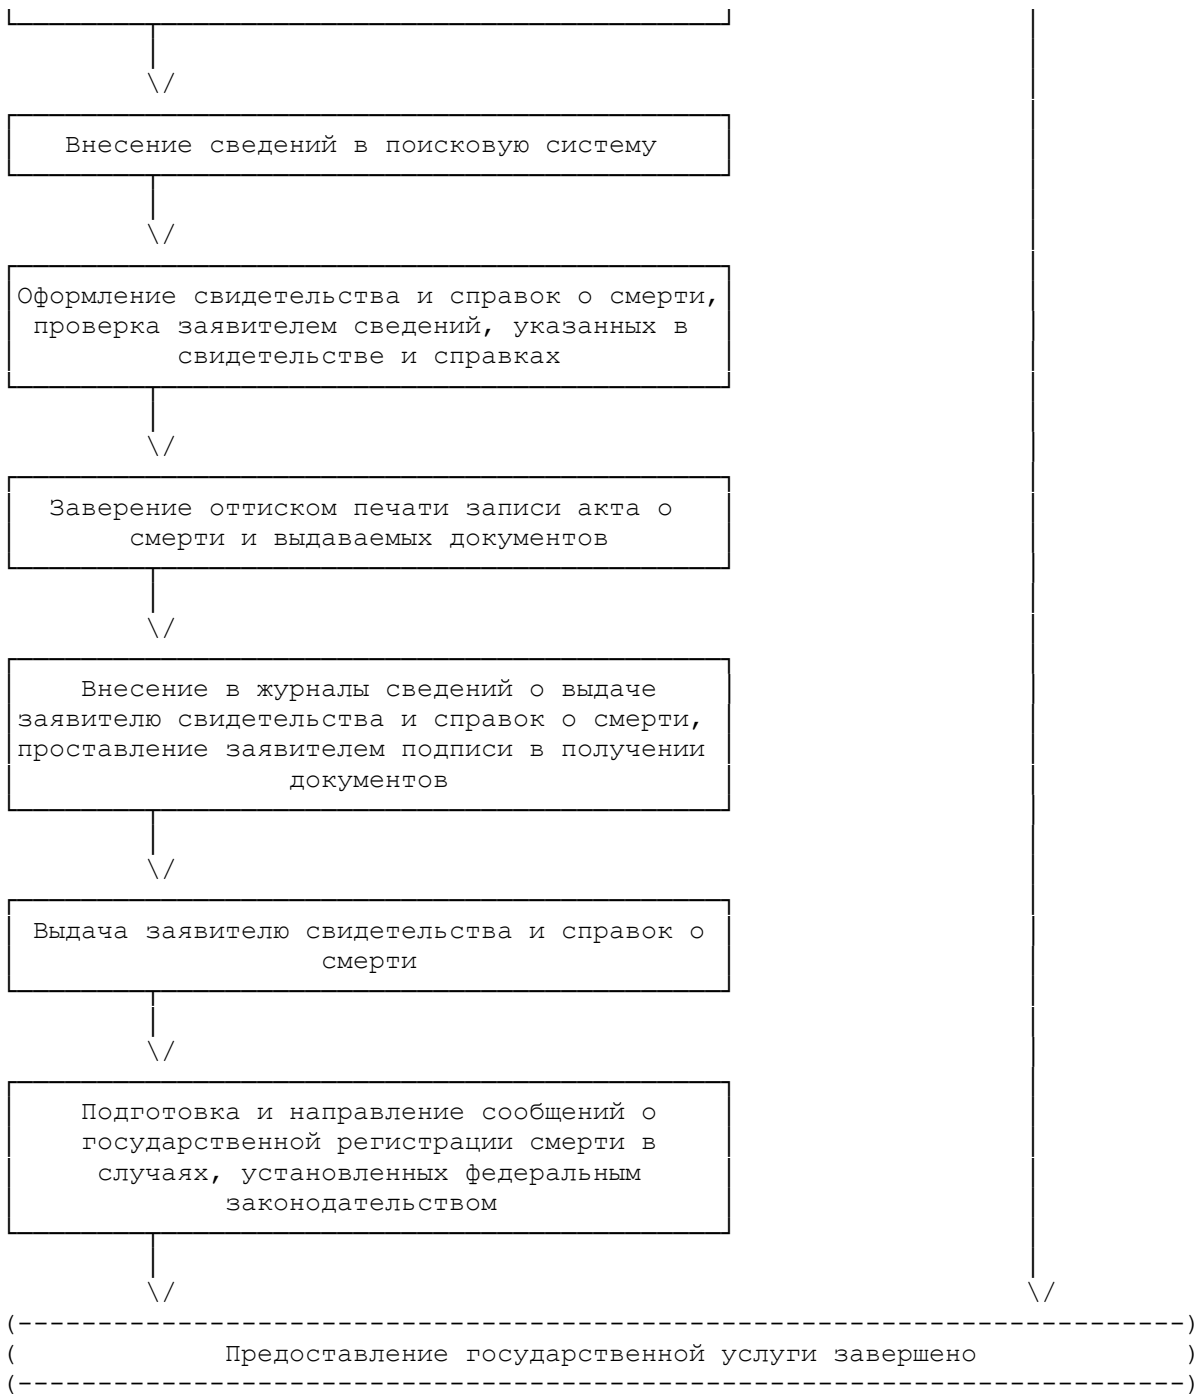 Внесение сведений в поисковую систему
Оформление свидетельства и справок о смерти,
проверка заявителем сведений, указанных в
свидетельстве и справках
Заверение оттиском печати записи акта о
смерти и выдаваемых документов
Внесение в журналы сведений о выдаче
заявителю свидетельства и справок о смерти,
проставление заявителем подписи в получении
документов
Выдача заявителю свидетельства и справок о
смерти
Подготовка и направление сообщений о
государственной регистрации смерти в
случаях, установленных федеральным
законодательством
Предоставление государственной услуги завершено